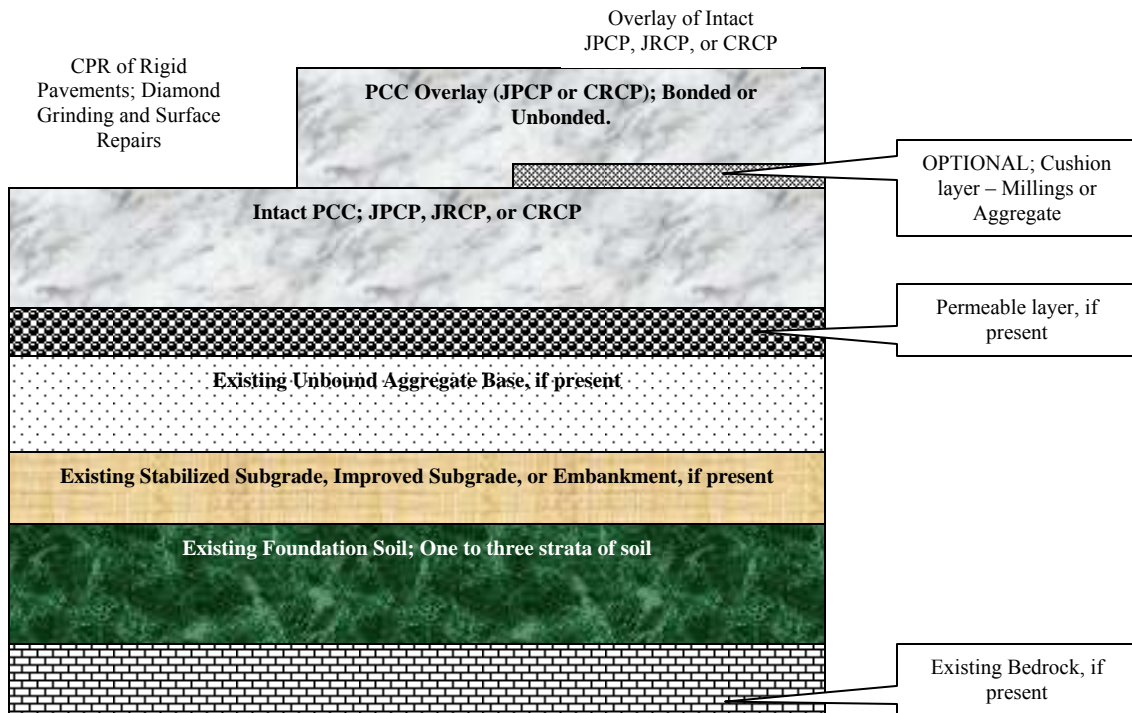 Overlay of Intact
JPCP, JRCP, or CRCP
CPR of Rigid
Pavements; Diamond
Grinding and Surface
Repairs
PCC Overlay (JPCP or CRCP); Bonded or
Unbonded.
OPTIONAL; Cushion
layer – Millings or
Aggregate
Intact PCC; JPCP, JRCP, or CRCP
Permeable layer, if
present
Existing Unbound Aggregate Base, if present
Existing Stabilized Subgrade, Improved Subgrade, or Embankment, if present
Existing Foundation Soil; One to three strata of soil
Existing Bedrock, if
present